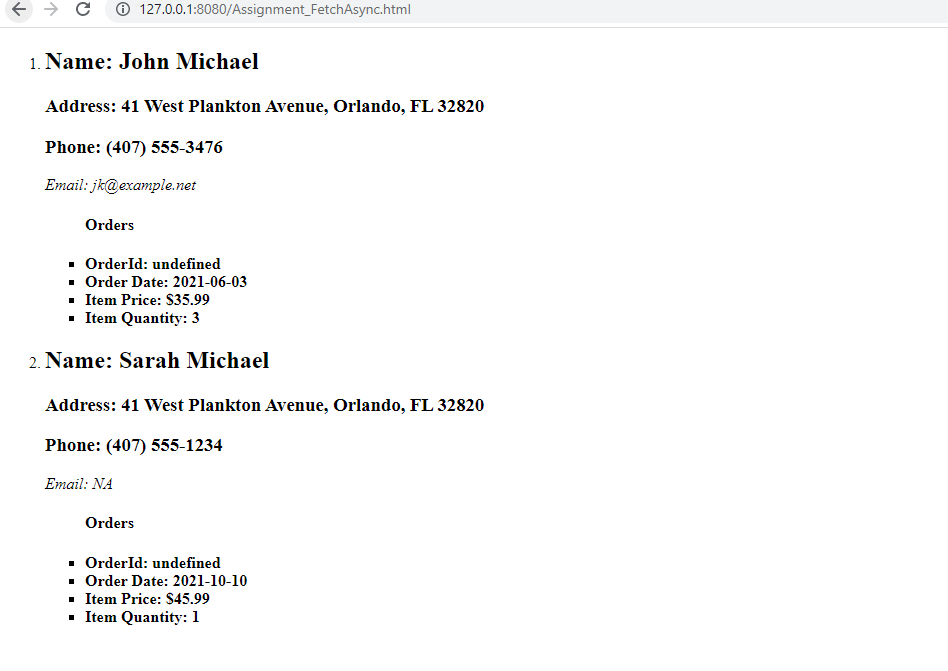 127.0.0.1:8080/Assignment_FetchAsync.html
1. Name: John Michael
Address: 41 West Plankton Avenue, Orlando, FL 32820
Phone: (407) 555-3476
Email: jk@example.net
Orders
▪ OrderId: undefined
▪ Order Date: 2021-06-03
▪ Item Price: $35.99
▪ Item Quantity: 3
2. Name: Sarah Michael
Address: 41 West Plankton Avenue, Orlando, FL 32820
Phone: (407) 555-1234
Email: NA
Orders
▪ OrderId: undefined
▪ Order Date: 2021-10-10
▪ Item Price: $45.99
▪ Item Quantity: 1